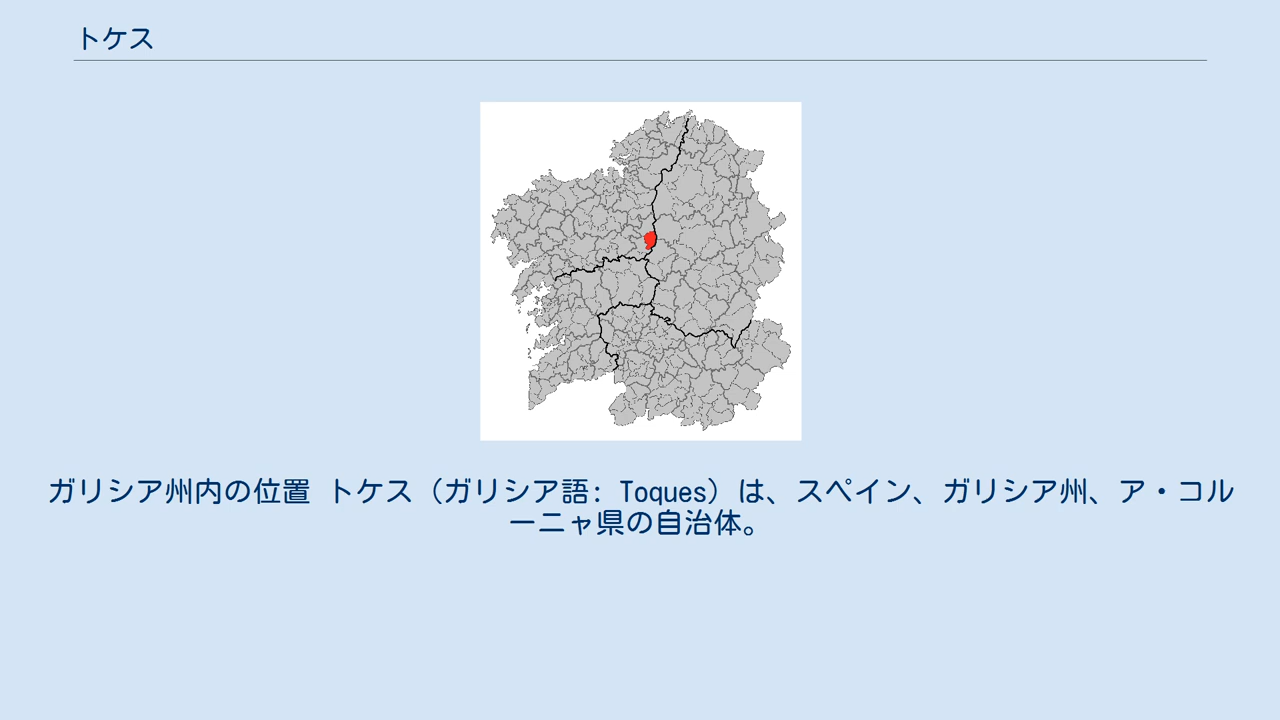 トケス
ガリシア州内の位置 トケス（ガリシア語: Toques）は、スペイン、ガリシア州、ア・コル
ーニャ県の自治体。